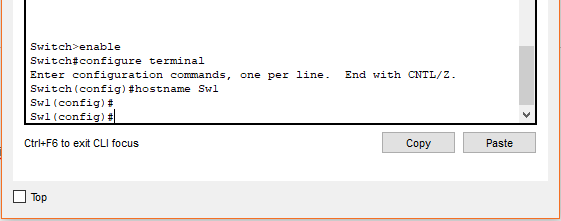 Switch>enable
Switch#configure terminal
Enter configuration commands, one per line.  End with CNTL/Z.
Switch(config)#hostname Sw1
Sw1(config)#
Sw1(config)#
Ctrl+F6 to exit CLI focus
Copy
Paste
Top